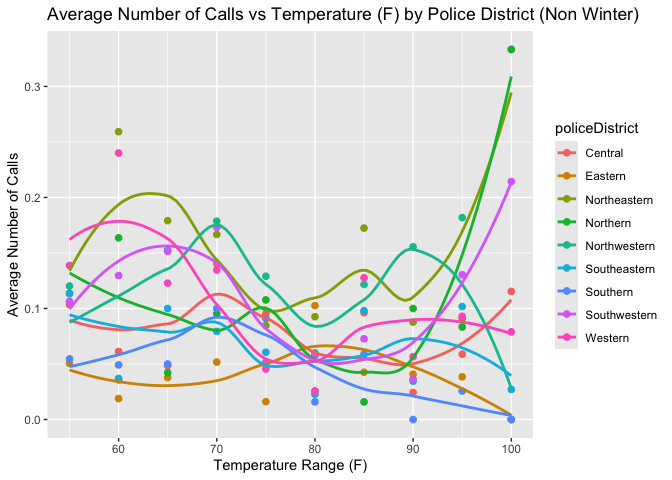 Average Number of Calls vs Temperature (F) by Police District (Non Winter)
0.3
0.2
0.1
0.0
Average Number of Calls
60 70 80 90 100
Temperature Range (F)
policeDistrict
Central
Eastern
Northeastern
Northern
Northwestern
Southeastern
Southern
Southwestern
Western